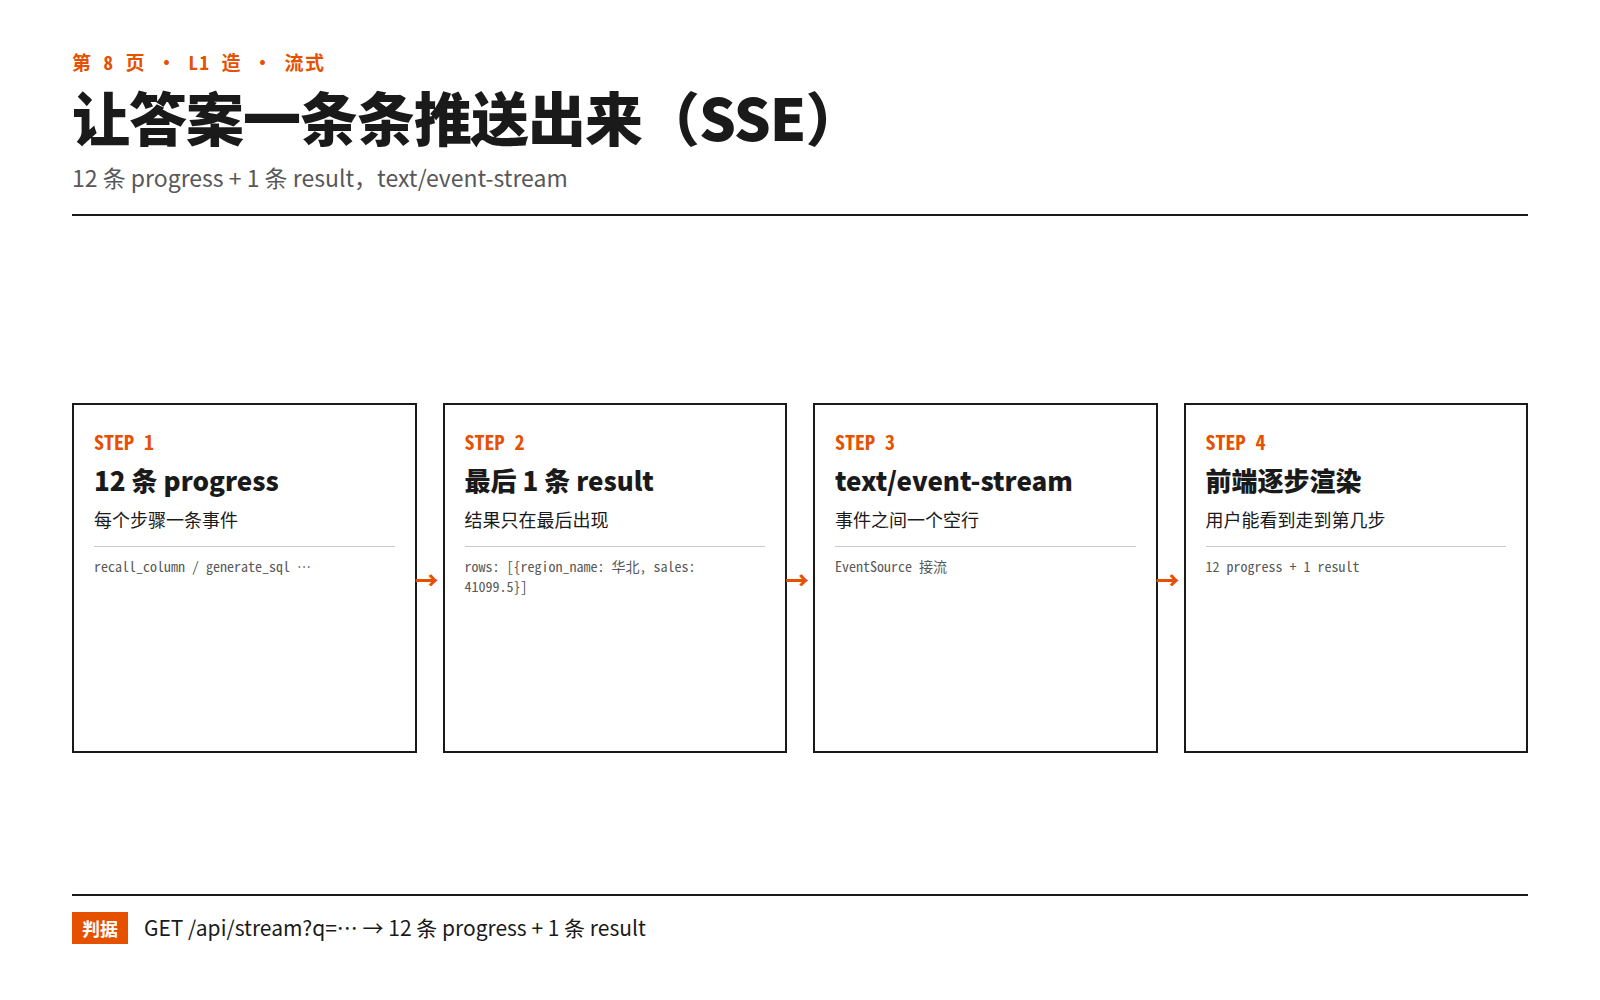 第 8 页 · L1 造 · 流式
让答案一条条推送出来（SSE）
12 条 progress + 1 条 result，text/event-stream
STEP 1
12 条 progress
每个步骤一条事件
recall_column / generate_sql ⋯
→
STEP 2
最后 1 条 result
结果只在最后出现
rows: [{region_name: 华北, sales:
41099.5}]
→
STEP 3
text/event-stream
事件之间一个空行
EventSource 接流
→
STEP 4
前端逐步渲染
用户能看到走到第几步
12 progress + 1 result
判据 GET /api/stream?q=⋯ → 12 条 progress + 1 条 result